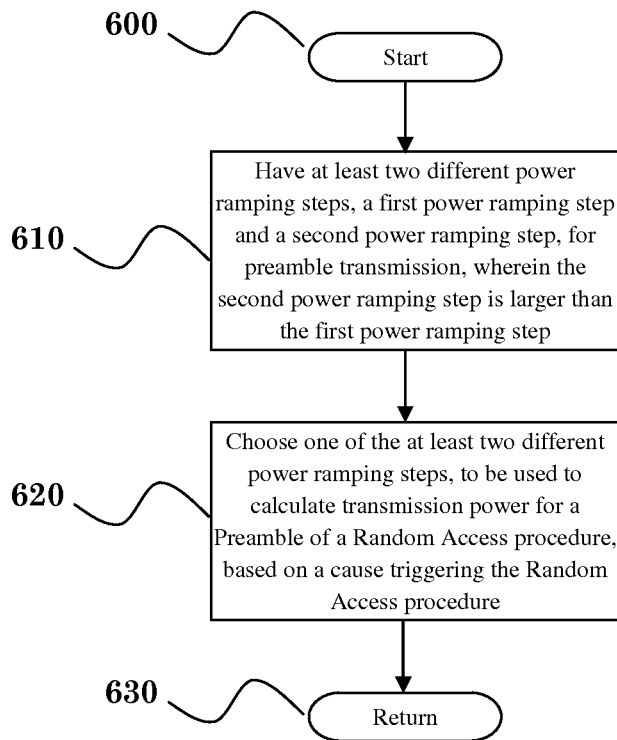 600
Start
Have at least two different power
ramping steps, a first power ramping step
and a second power ramping step, for
preamble transmission, wherein the
second power ramping step is larger than
the first power ramping step
610
Choose one of the at least two different
power ramping steps, to be used to
calculate transmission power for a
Preamble of a Random Access procedure,
based on a cause triggering the Random
Access procedure
620
630
Return